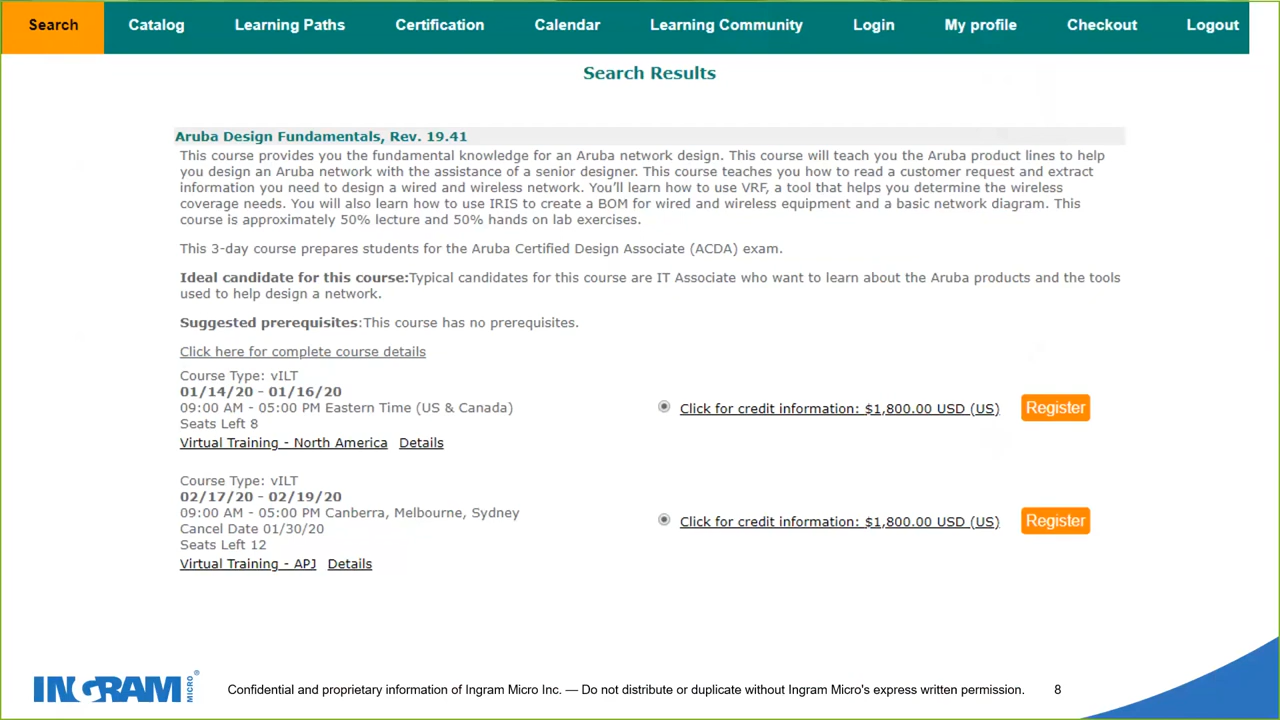 Search Catalog Learning Paths Certification Calendar Learning Community Login My profile Checkout Logout
Search Results
Aruba Design Fundamentals, Rev. 19.41
This course provides you the fundamental knowledge for an Aruba network design. This course will teach you the Aruba product lines to help
you design an Aruba network with the assistance of a senior designer. This course teaches you how to read a customer request and extract
information you need to design a wired and wireless network. You’ll learn how to use VRF, a tool that helps you determine the wireless
coverage needs. You will also learn how to use IRIS to create a BOM for wired and wireless equipment and a basic network diagram. This
course is approximately 50% lecture and 50% hands on lab exercises.
This 3-day course prepares students for the Aruba Certified Design Associate (ACDA) exam.
Ideal candidate for this course:Typical candidates for this course are IT Associate who want to learn about the Aruba products and the tools
used to help design a network.
Suggested prerequisites:This course has no prerequisites.
Click here for complete course details
Course Type: vILT
01/14/20 - 01/16/20
09:00 AM - 05:00 PM Eastern Time (US & Canada)
Seats Left 8
Virtual Training - North America Details
Click for credit information: $1,800.00 USD (US)
Register
Course Type: vILT
02/17/20 - 02/19/20
09:00 AM - 05:00 PM Canberra, Melbourne, Sydney
Cancel Date 01/30/20
Seats Left 12
Virtual Training - APJ Details
Click for credit information: $1,800.00 USD (US)
Register
INGRAM MICRO®
Confidential and proprietary information of Ingram Micro Inc. — Do not distribute or duplicate without Ingram Micro's express written permission.
8